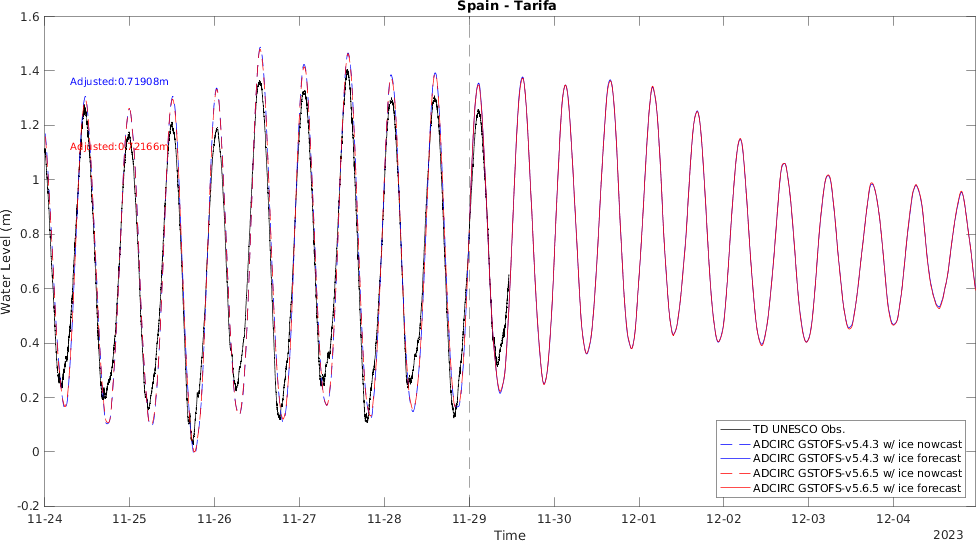 Spain - Tarifa
1.6
1.4
1.2
1
0.8
0.6
0.4
0.2
0
-0.2
Water Level (m)
Adjusted:0.71908m
Adjusted:0.72166m
TD UNESCO Obs.
ADCIRC GSTOFS-v5.4.3 w/ ice nowcast
ADCIRC GSTOFS-v5.4.3 w/ ice forecast
ADCIRC GSTOFS-v5.6.5 w/ ice nowcast
ADCIRC GSTOFS-v5.6.5 w/ ice forecast
11-24 11-25 11-26 11-27 11-28 11-29 11-30 12-01 12-02 12-03 12-04
Time
2023